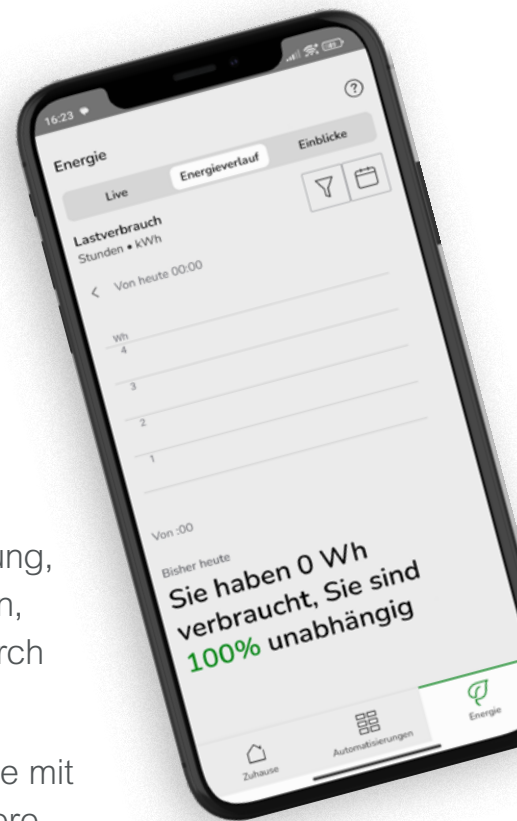 16:23
Energie
Live
Energieverlauf
Einblicke
Lastverbrauch
Stunden • kWh
Von heute 00:00
Wh
4
3
2
1
Von :00
Bisher heute
Sie haben 0 Wh
verbraucht, Sie sind
100% unabhängig
Zuhause
Automatisierungen
Energie
ung,
n,
rch
e mit